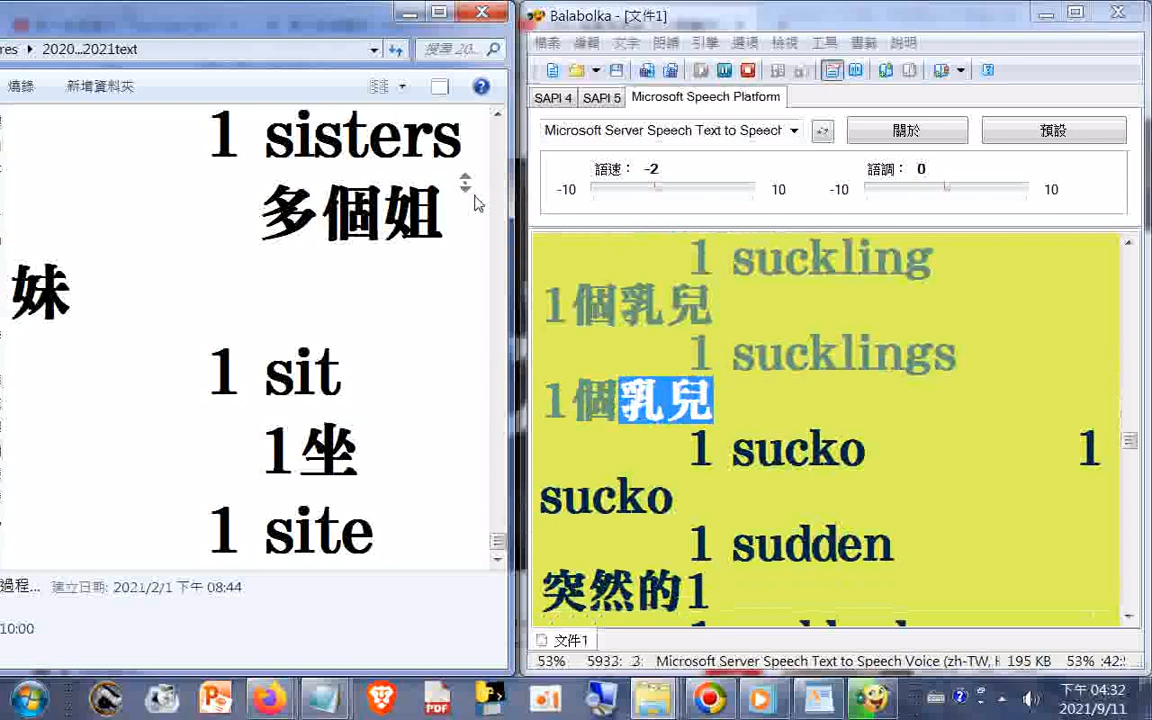 res ▸ 2020...2021text
搜尋 20...
燒錄
新增資料夾
1 sisters
多個姐
妹
1 sit
1坐
1 site
過程...
建立日期: 2021/2/1 下午 08:44
10:00
Balabolka - [文件1]
檔案 編輯 文字 閱讀 引擎 選項 檢視 工具 書籤 說明
SAPI 4
SAPI 5
Microsoft Speech Platform
Microsoft Server Speech Text to Speech
關於
預設
語速： -2
語調： 0
-10
10
-10
10
1 suckling
1個乳兒
1 sucklings
1個乳兒
1 sucko 1
sucko
1 sudden
突然的1
文件1
53%
Microsoft Server Speech Text to Speech Voice (zh-TW,
195 KB
53%
下午 04:32
2021/9/11